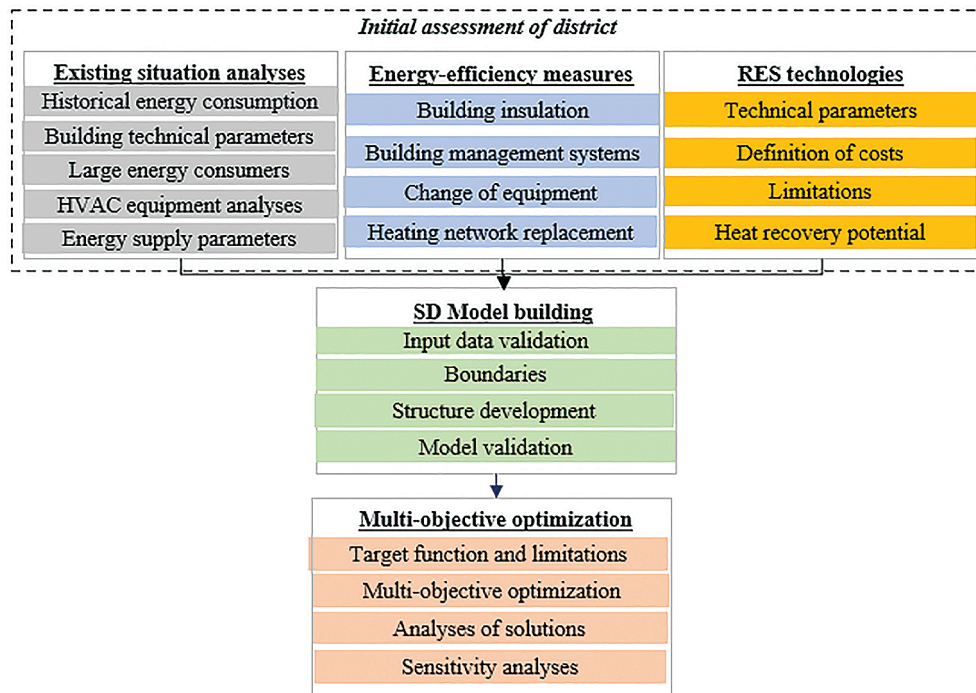 Initial assessment of district
Existing situation analyses
Historical energy consumption
Building technical parameters
Large energy consumers
HVAC equipment analyses
Energy supply parameters
Energy-efficiency measures
Building insulation
Building management systems
Change of equipment
Heating network replacement
RES technologies
Technical parameters
Definition of costs
Limitations
Heat recovery potential
SD Model building
Input data validation
Boundaries
Structure development
Model validation
Multi-objective optimization
Target function and limitations
Multi-objective optimization
Analyses of solutions
Sensitivity analyses